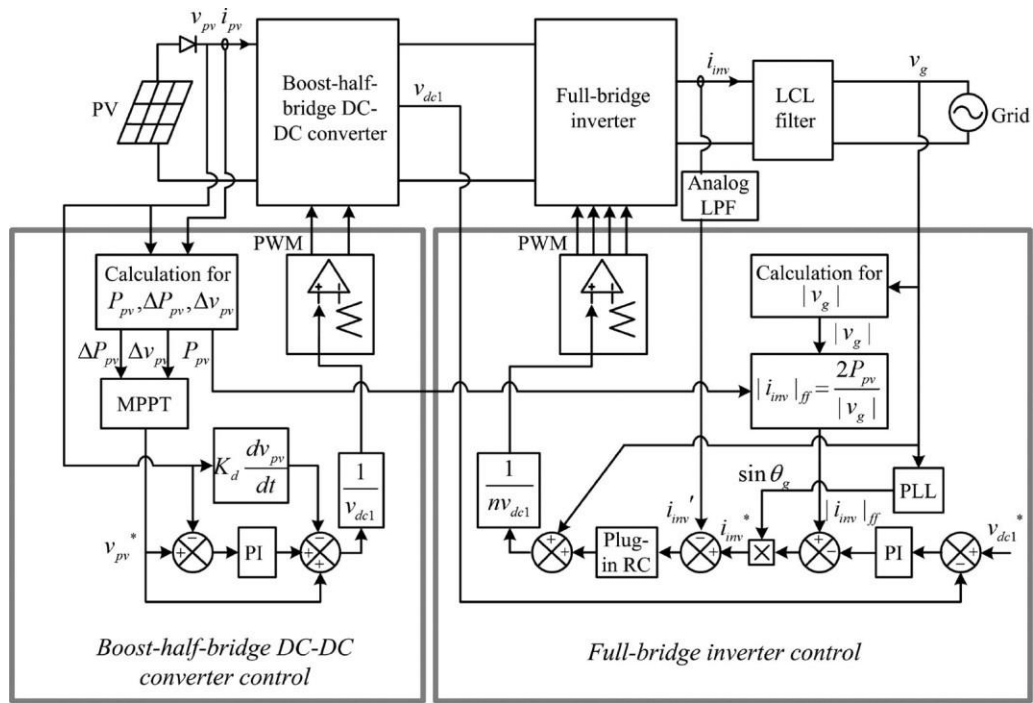 v_pv i_pv
PV
Boost-half-
bridge DC-
DC converter
v_dc1
Full-bridge
inverter
i_inv
LCL
filter
v_g
Grid
Analog
LPF
PWM
PWM
Calculation for
P_pv, ΔP_pv, Δv_pv
ΔP_pv Δv_pv P_pv
MPPT
K_d dv_pv/dt
1/v_dc1
v_pv*
PI
Boost-half-bridge DC-DC
converter control
Calculation for
|v_g|
|v_g|
|i_inv|_ff = 2P_pv/|v_g|
1/nv_dc1
sin θ_g
PLL
i_inv'
i_inv*
|i_inv|_ff
v_dc1*
Plug-
in RC
PI
Full-bridge inverter control